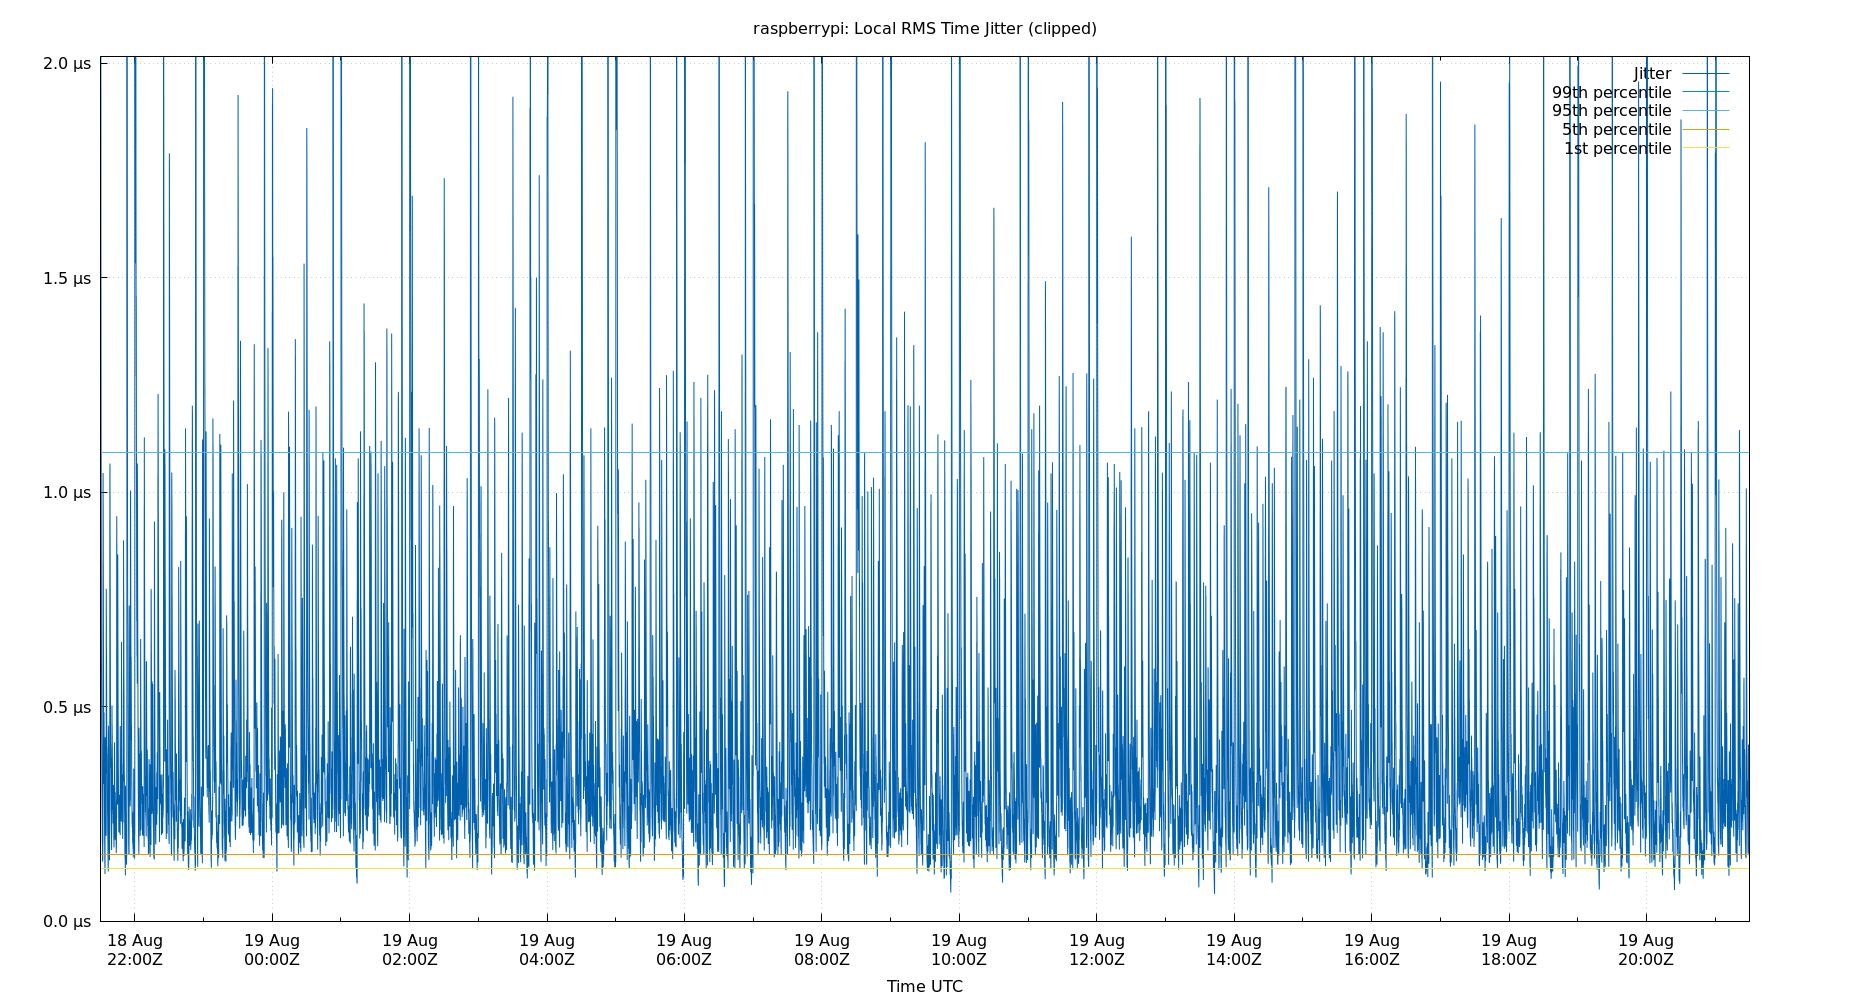 raspberrypi: Local RMS Time Jitter (clipped)
2.0 μs
1.5 μs
1.0 μs
0.5 μs
0.0 μs
Jitter
99th percentile
95th percentile
5th percentile
1st percentile
18 Aug 19 Aug 19 Aug 19 Aug 19 Aug 19 Aug 19 Aug 19 Aug 19 Aug 19 Aug 19 Aug 19 Aug
22:00Z 00:00Z 02:00Z 04:00Z 06:00Z 08:00Z 10:00Z 12:00Z 14:00Z 16:00Z 18:00Z 20:00Z
Time UTC